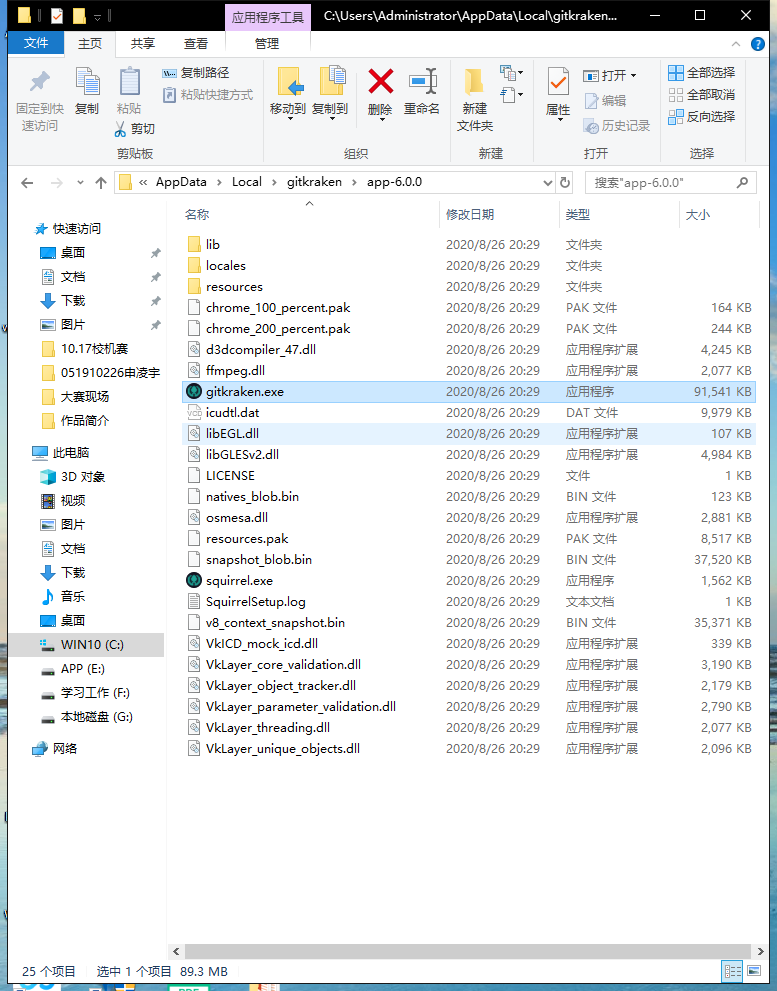 应用程序工具 C:\Users\Administrator\AppData\Local\gitkraken...
文件 主页 共享 查看 管理
固定到快速访问
复制
粘贴
复制路径
粘贴快捷方式
剪切
剪贴板
移动到 复制到 删除 重命名
组织
新建
文件夹
新建
属性
打开
编辑
历史记录
打开
全部选择
全部取消
反向选择
选择
« AppData › Local › gitkraken › app-6.0.0
搜索"app-6.0.0"
快速访问
桌面
文档
下载
图片
10.17校机赛
051910226申凌宇
大赛现场
作品简介
此电脑
3D 对象
视频
图片
文档
下载
音乐
桌面
WIN10 (C:)
APP (E:)
学习工作 (F:)
本地磁盘 (G:)
网络
名称 修改日期 类型 大小
lib 2020/8/26 20:29 文件夹
locales 2020/8/26 20:29 文件夹
resources 2020/8/26 20:29 文件夹
chrome_100_percent.pak 2020/8/26 20:29 PAK 文件 164 KB
chrome_200_percent.pak 2020/8/26 20:29 PAK 文件 244 KB
d3dcompiler_47.dll 2020/8/26 20:29 应用程序扩展 4,245 KB
ffmpeg.dll 2020/8/26 20:29 应用程序扩展 2,077 KB
gitkraken.exe 2020/8/26 20:29 应用程序 91,541 KB
icudtl.dat 2020/8/26 20:29 DAT 文件 9,979 KB
libEGL.dll 2020/8/26 20:29 应用程序扩展 107 KB
libGLESv2.dll 2020/8/26 20:29 应用程序扩展 4,984 KB
LICENSE 2020/8/26 20:29 文件 1 KB
natives_blob.bin 2020/8/26 20:29 BIN 文件 123 KB
osmesa.dll 2020/8/26 20:29 应用程序扩展 2,881 KB
resources.pak 2020/8/26 20:29 PAK 文件 8,517 KB
snapshot_blob.bin 2020/8/26 20:29 BIN 文件 37,520 KB
squirrel.exe 2020/8/26 20:29 应用程序 1,562 KB
SquirrelSetup.log 2020/8/26 20:29 文本文档 1 KB
v8_context_snapshot.bin 2020/8/26 20:29 BIN 文件 35,371 KB
VkICD_mock_icd.dll 2020/8/26 20:29 应用程序扩展 339 KB
VkLayer_core_validation.dll 2020/8/26 20:29 应用程序扩展 3,190 KB
VkLayer_object_tracker.dll 2020/8/26 20:29 应用程序扩展 2,179 KB
VkLayer_parameter_validation.dll 2020/8/26 20:29 应用程序扩展 2,790 KB
VkLayer_threading.dll 2020/8/26 20:29 应用程序扩展 2,077 KB
VkLayer_unique_objects.dll 2020/8/26 20:29 应用程序扩展 2,096 KB
25 个项目 选中 1 个项目 89.3 MB